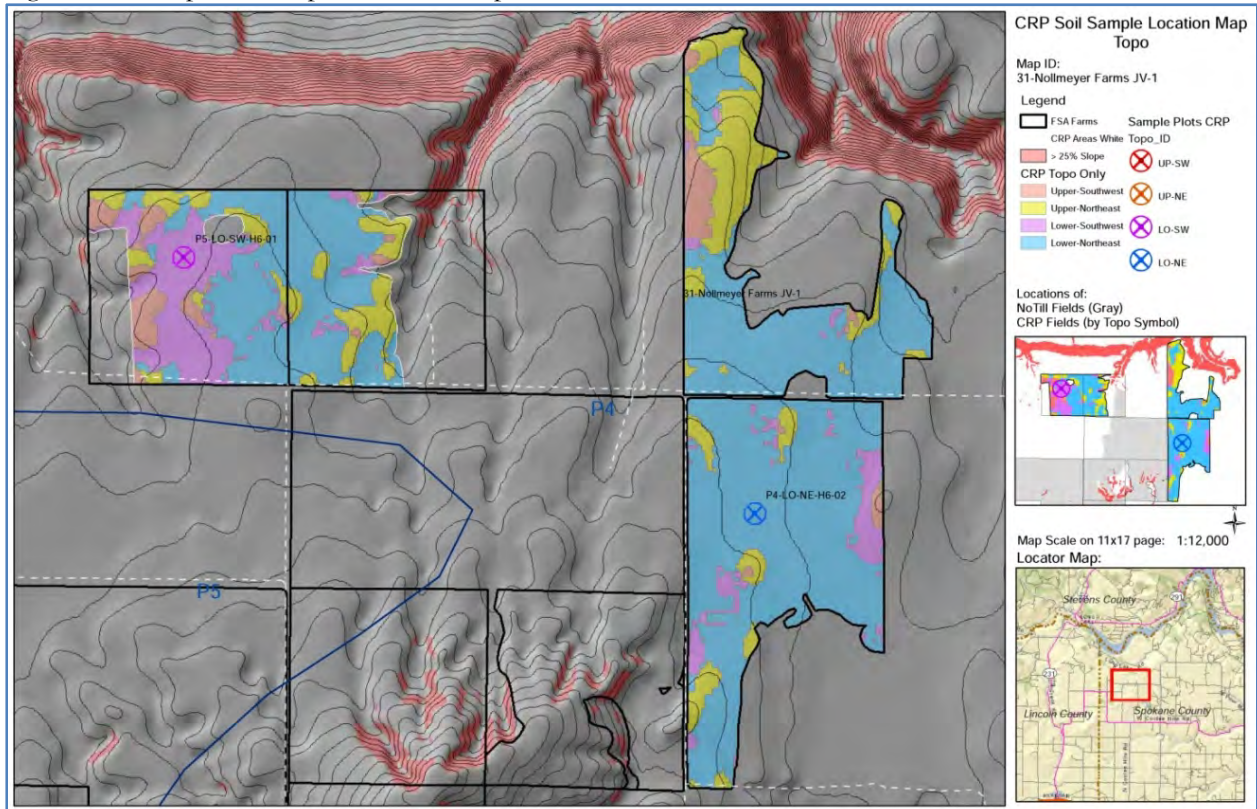 CRP Soil Sample Location Map
Topo
Map ID:
31-Nollmeyer Farms JV-1
Legend
FSA Farms
CRP Areas White
> 25% Slope
CRP Topo Only
Upper-Southwest
Upper-Northeast
Lower-Southwest
Lower-Northeast
Sample Plots CRP
Topo_ID
UP-SW
UP-NE
LO-SW
LO-NE
Locations of:
NoTill Fields (Gray)
CRP Fields (by Topo Symbol)
Map Scale on 11x17 page: 1:12,000
Locator Map:
Stevens County
291
231
Lincoln County
Spokane County
P5-LO-SW-H6-01
31-Nollmeyer Farms JV-1
P4
P4-LO-NE-H6-02
P5